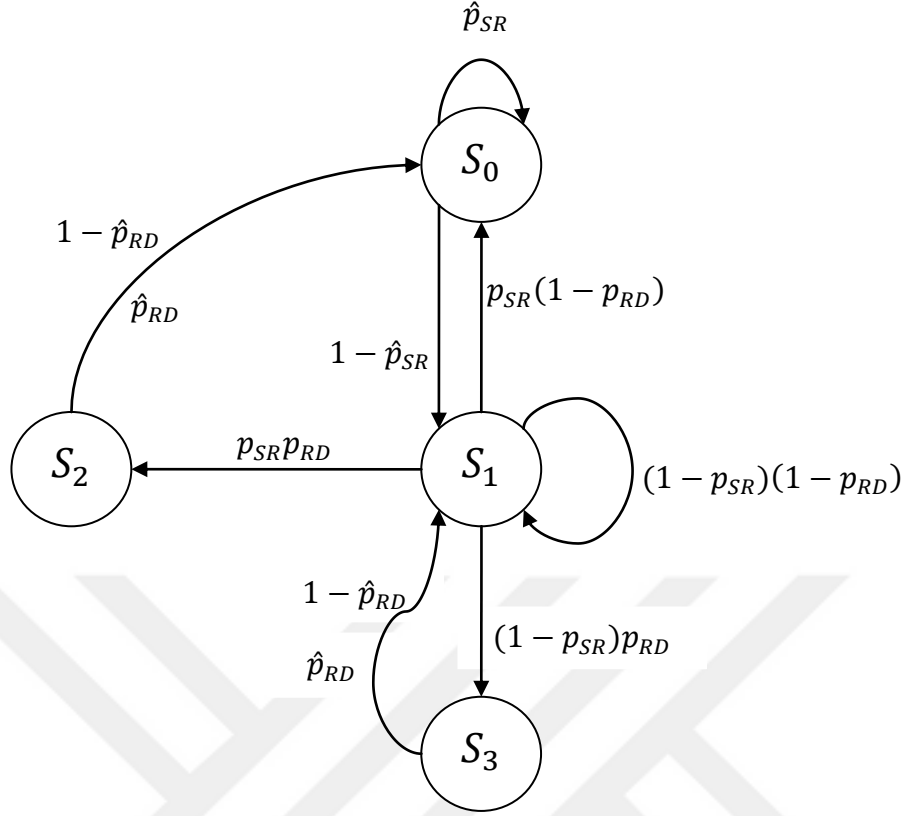 p̂_SR
S_0
1 − p̂_RD
p̂_RD
p_SR(1 − p_RD)
1 − p̂_SR
p_SR p_RD
S_2
S_1
(1 − p_SR)(1 − p_RD)
1 − p̂_RD
(1 − p_SR)p_RD
p̂_RD
S_3